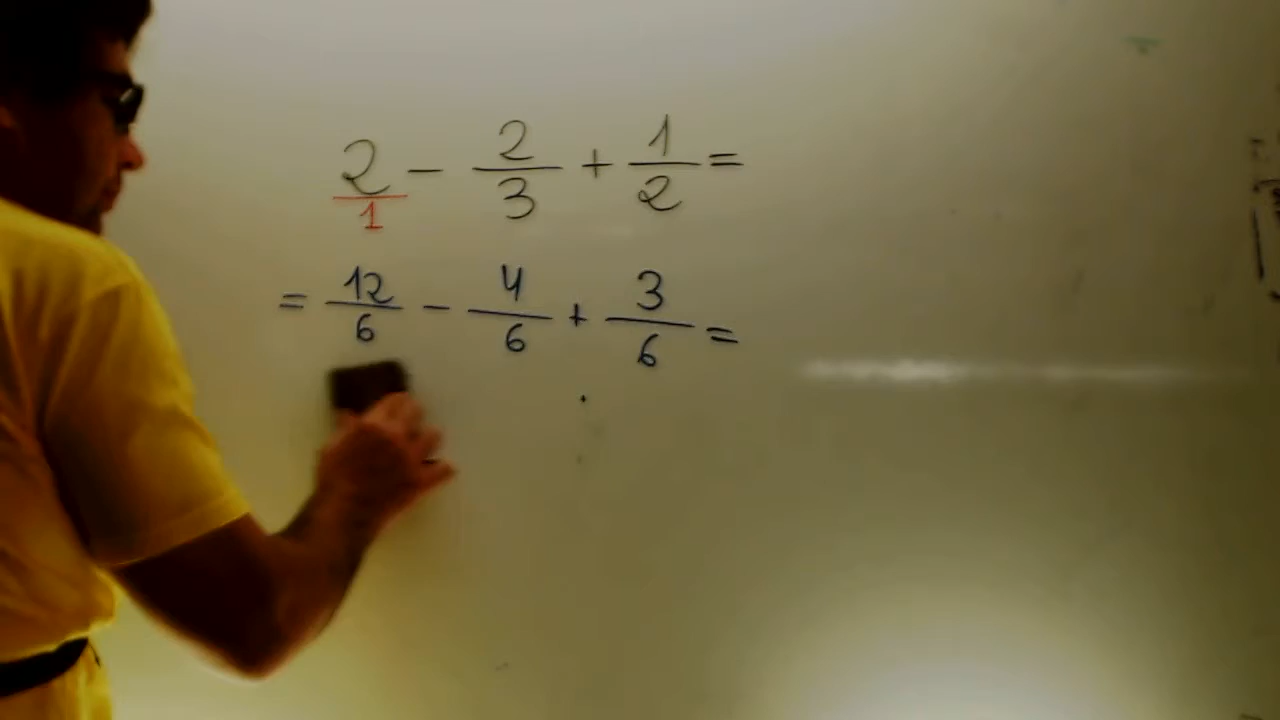 2/1 - 2/3 + 1/2 =
= 12/6 - 4/6 + 3/6 =